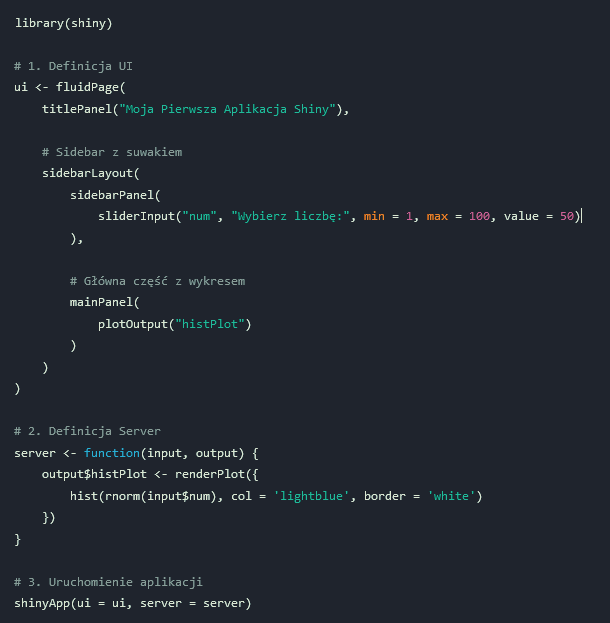 library(shiny)
# 1. Definicja UI
ui <- fluidPage(
titlePanel("Moja Pierwsza Aplikacja Shiny"),
# Sidebar z suwakiem
sidebarLayout(
sidebarPanel(
sliderInput("num", "Wybierz liczbę:", min = 1, max = 100, value = 50)
),
# Główna część z wykresem
mainPanel(
plotOutput("histPlot")
)
)
)
# 2. Definicja Server
server <- function(input, output) {
output$histPlot <- renderPlot({
hist(rnorm(input$num), col = 'lightblue', border = 'white')
})
}
# 3. Uruchomienie aplikacji
shinyApp(ui = ui, server = server)